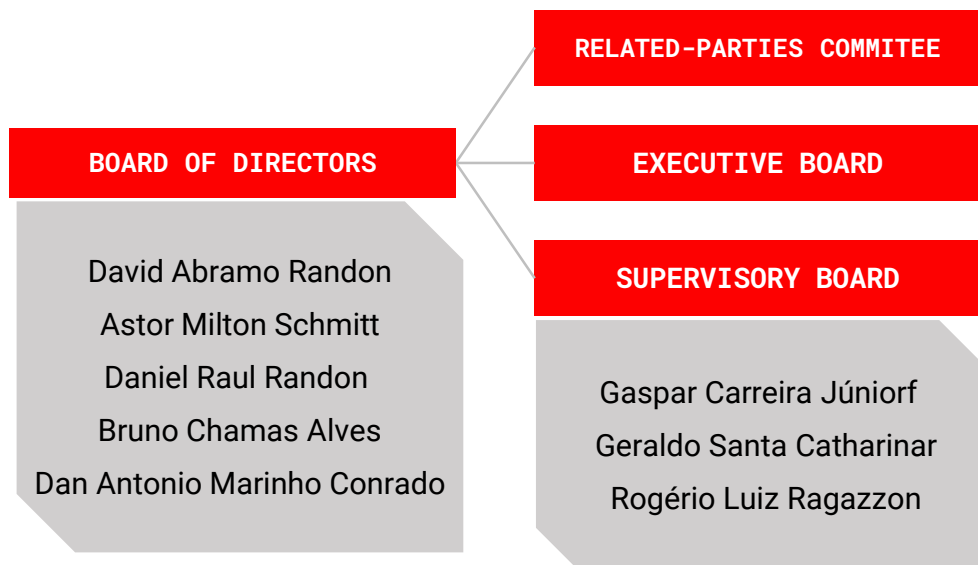 RELATED-PARTIES COMMITEE
BOARD OF DIRECTORS
EXECUTIVE BOARD
SUPERVISORY BOARD
David Abramo Randon
Astor Milton Schmitt
Daniel Raul Randon
Bruno Chamas Alves
Dan Antonio Marinho Conrado
Gaspar Carreira Júniorf
Geraldo Santa Catharinar
Rogério Luiz Ragazzon